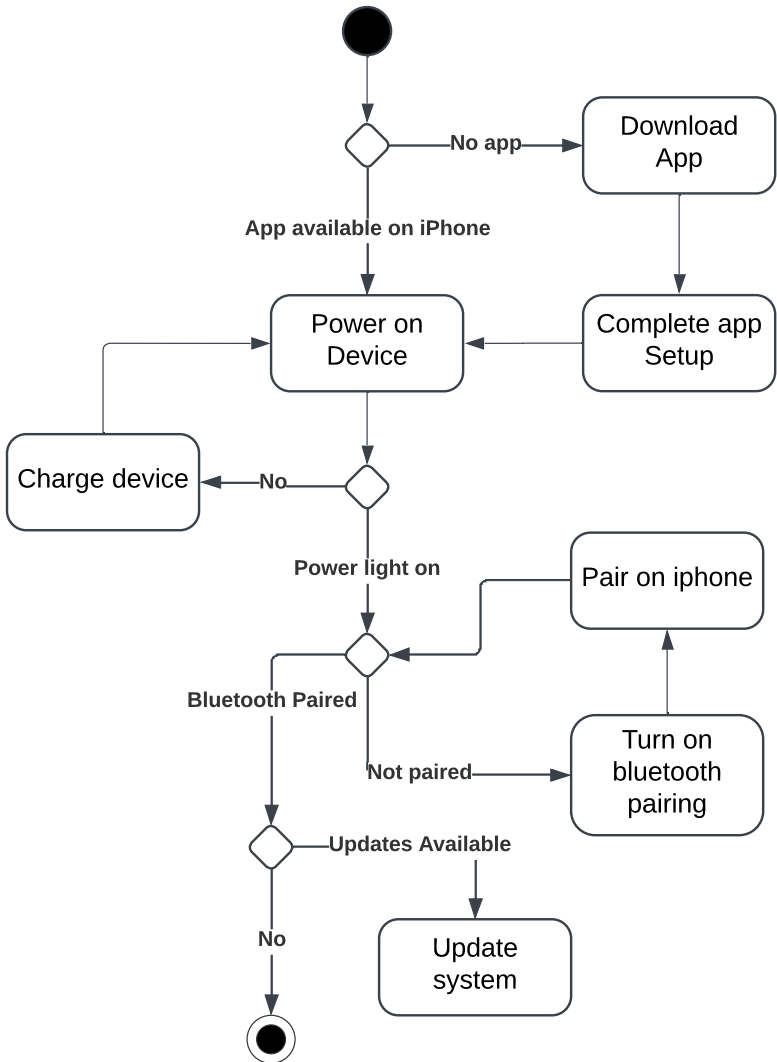 No app
Download
App
App available on iPhone
Power on
Device
Complete app
Setup
Charge device
No
Power light on
Pair on iphone
Bluetooth Paired
Not paired
Turn on
bluetooth
pairing
Updates Available
No
Update
system